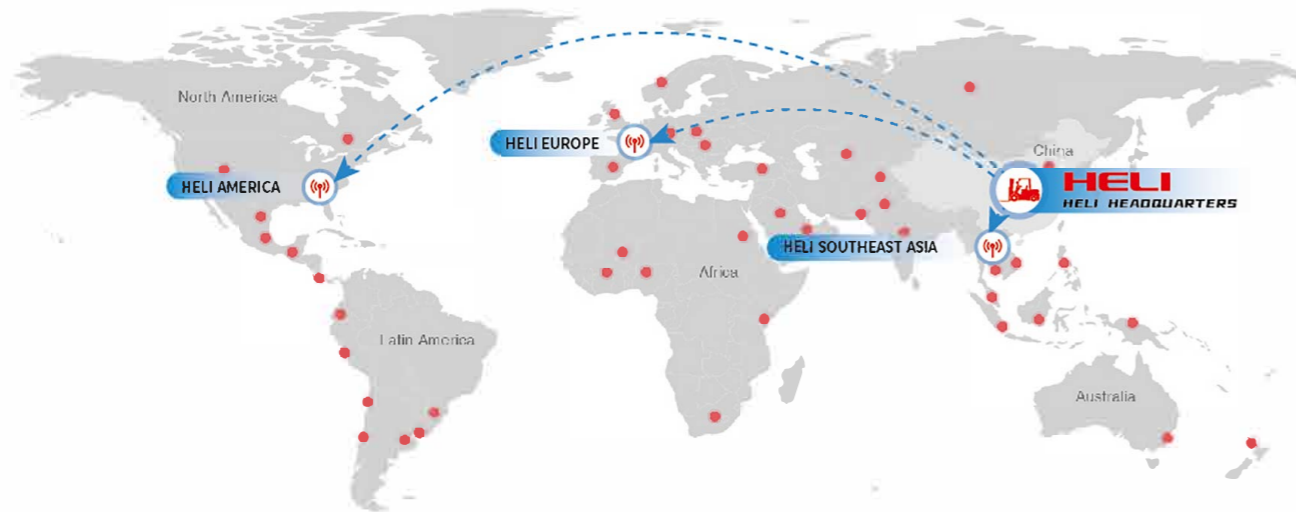 North America
HELI EUROPE
China
HELI AMERICA
HELI
HELI HEADQUARTERS
HELI SOUTHEAST ASIA
Africa
Latin America
Australia